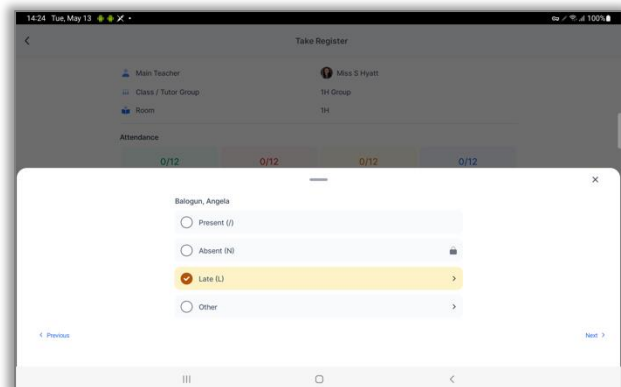 14:24 Tue, May 13
100%
Take Register
Main Teacher Miss S Hyatt
Class / Tutor Group 1H Group
Room 1H
Attendance
0/12 0/12 0/12 0/12
Balogun, Angela
Present (/)
Absent (N)
Late (L)
Other
Previous Next